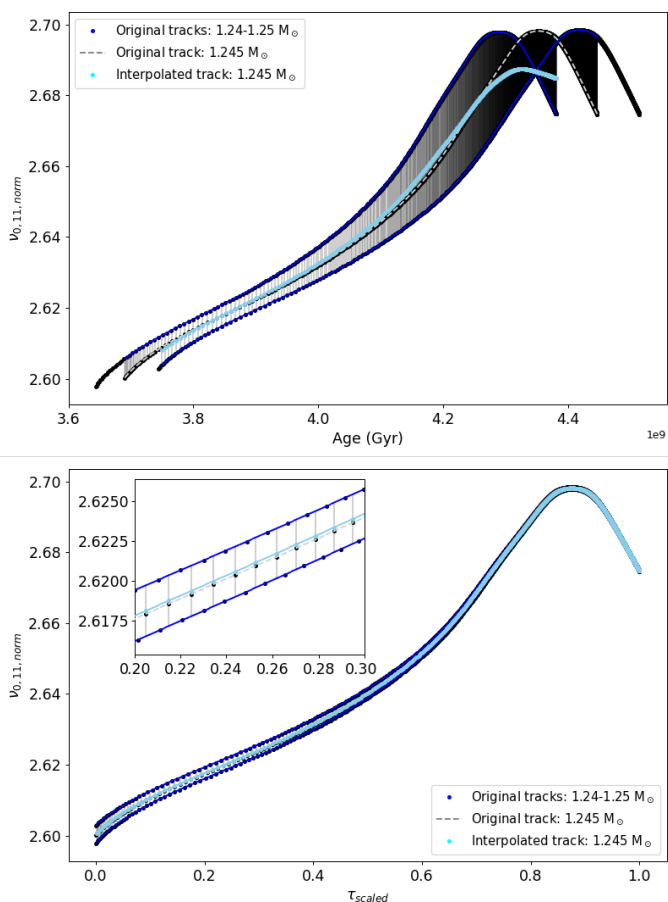 2.70
2.68
2.66
2.64
2.62
2.60
ν0, 11, norm
Original tracks: 1.24-1.25 M⊙
Original track: 1.245 M⊙
Interpolated track: 1.245 M⊙
3.6 3.8 4.0 4.2 4.4
1e9
Age (Gyr)
2.70
2.68
2.66
2.64
2.62
2.60
ν0, 11, norm
2.6250
2.6225
2.6200
2.6175
0.20 0.22 0.24 0.26 0.28 0.30
Original tracks: 1.24-1.25 M⊙
Original track: 1.245 M⊙
Interpolated track: 1.245 M⊙
0.0 0.2 0.4 0.6 0.8 1.0
τscaled